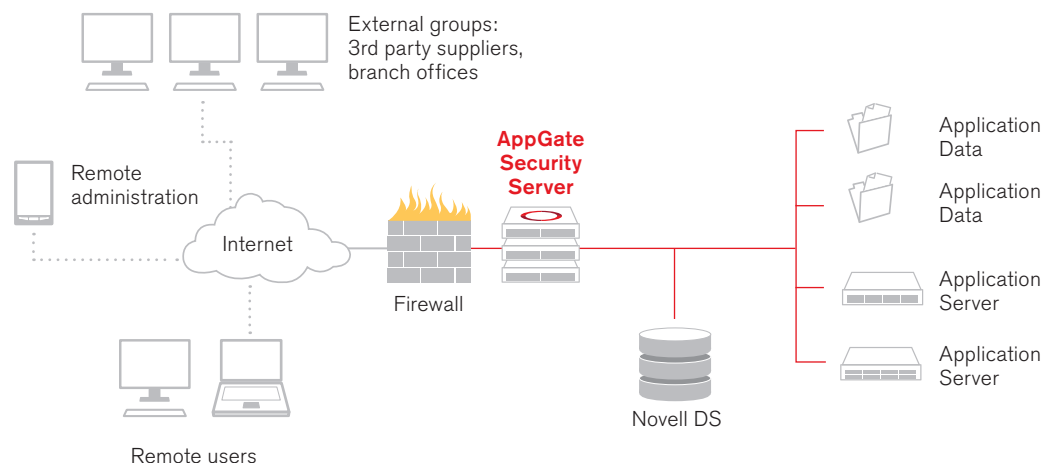 External groups:
3rd party suppliers,
branch offices
Remote
administration
Internet
Firewall
AppGate
Security
Server
Application
Data
Application
Data
Application
Server
Application
Server
Novell DS
Remote users